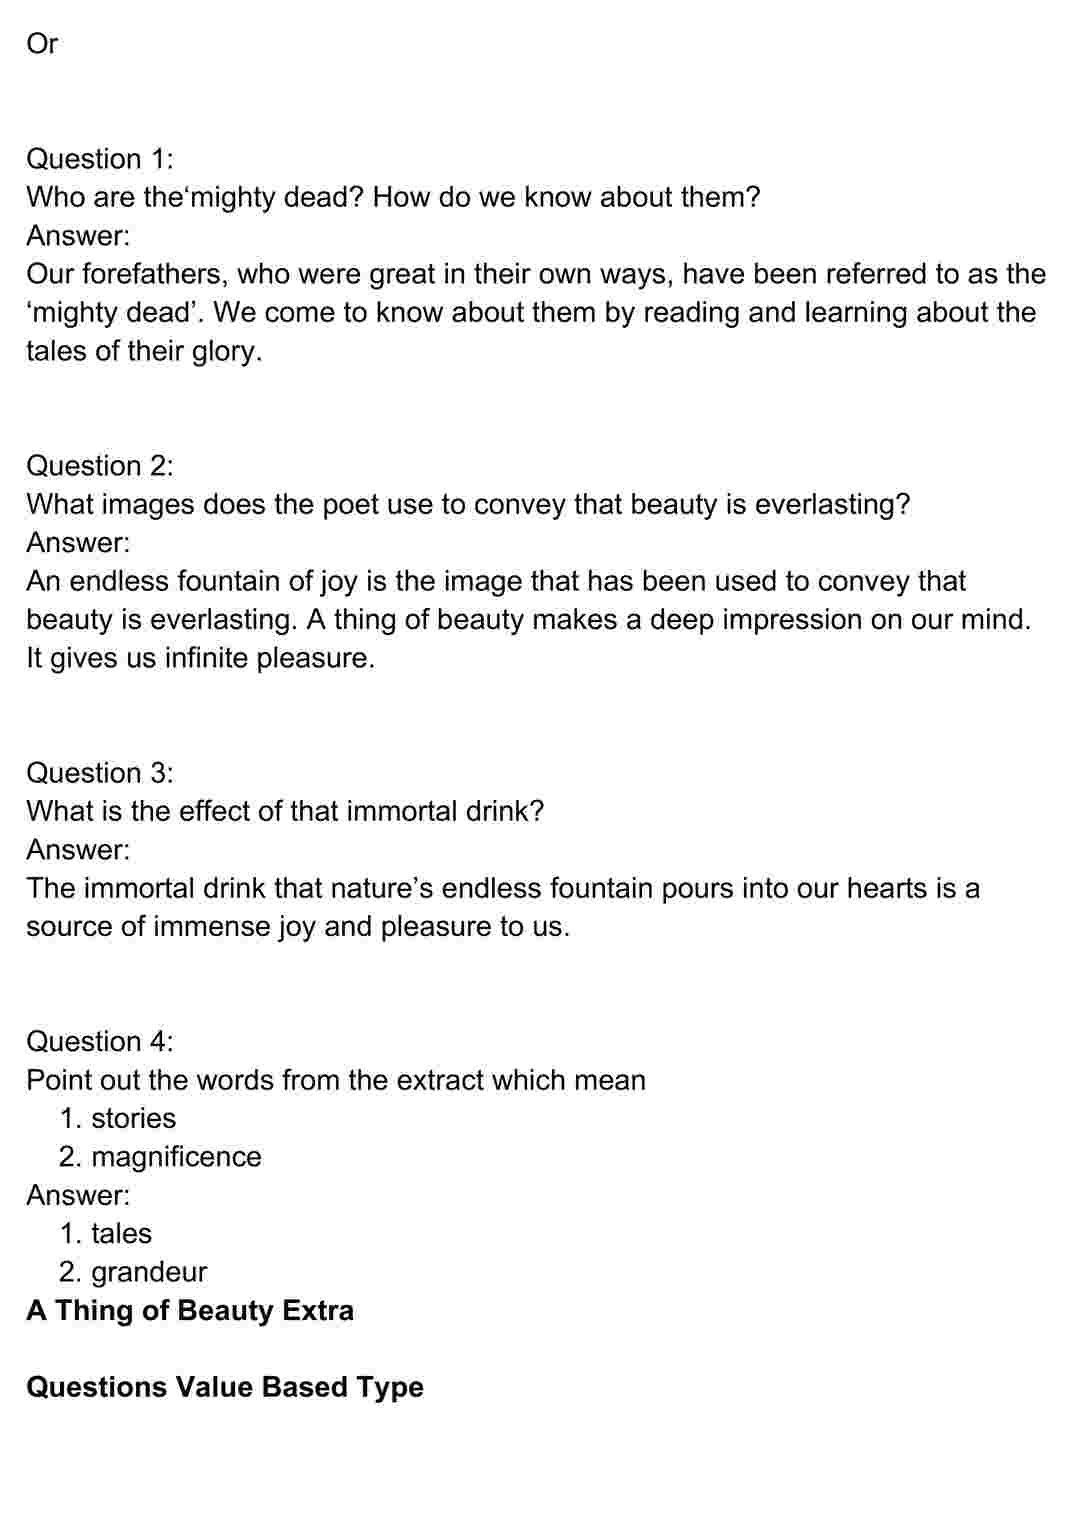 Or
Question 1:
Who are the‘mighty dead? How do we know about them?
Answer:
Our forefathers, who were great in their own ways, have been referred to as the
‘mighty dead’. We come to know about them by reading and learning about the
tales of their glory.
Question 2:
What images does the poet use to convey that beauty is everlasting?
Answer:
An endless fountain of joy is the image that has been used to convey that
beauty is everlasting. A thing of beauty makes a deep impression on our mind.
It gives us infinite pleasure.
Question 3:
What is the effect of that immortal drink?
Answer:
The immortal drink that nature’s endless fountain pours into our hearts is a
source of immense joy and pleasure to us.
Question 4:
Point out the words from the extract which mean
1. stories
2. magnificence
Answer:
1. tales
2. grandeur
A Thing of Beauty Extra
Questions Value Based Type